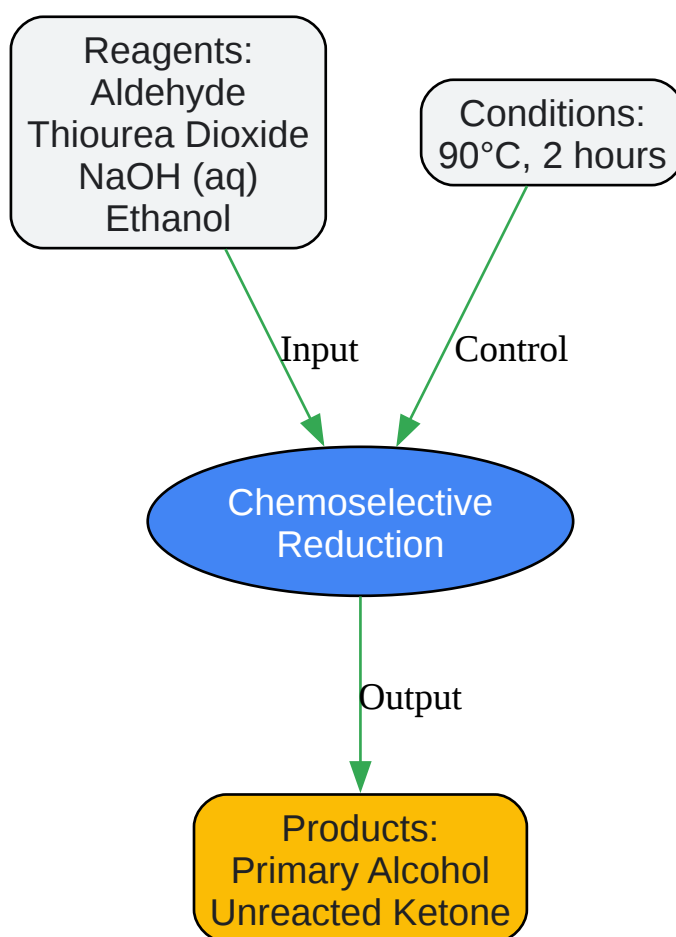 Reagents:
Aldehyde
Thiourea Dioxide
NaOH (aq)
Ethanol
Conditions:
90°C, 2 hours
Input
Control
Chemoselective
Reduction
Output
Products:
Primary Alcohol
Unreacted Ketone